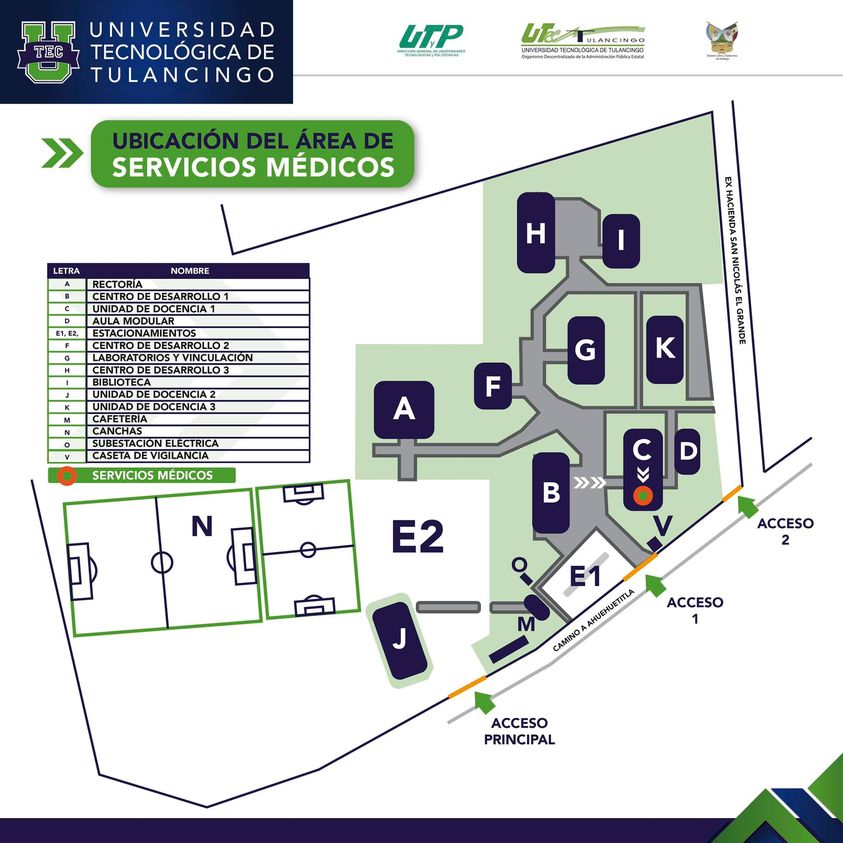 UNIVERSIDAD
TECNOLÓGICA DE
TULANCINGO
TEC
UTyP
DIRECCIÓN GENERAL DE UNIVERSIDADES
TECNOLÓGICAS Y POLITÉCNICAS
UTec TULANCINGO
UNIVERSIDAD TECNOLÓGICA DE TULANCINGO
Organismo Descentralizado de la Administración Pública Estatal
UBICACIÓN DEL ÁREA DE
SERVICIOS MÉDICOS
LETRA NOMBRE
A RECTORÍA
B CENTRO DE DESARROLLO 1
C UNIDAD DE DOCENCIA 1
D AULA MODULAR
E1, E2, ESTACIONAMIENTOS
F CENTRO DE DESARROLLO 2
G LABORATORIOS Y VINCULACIÓN
H CENTRO DE DESARROLLO 3
I BIBLIOTECA
J UNIDAD DE DOCENCIA 2
K UNIDAD DE DOCENCIA 3
M CAFETERÍA
N CANCHAS
O SUBESTACIÓN ELÉCTRICA
V CASETA DE VIGILANCIA
SERVICIOS MÉDICOS
H
I
EX HACIENDA SAN NICOLÁS EL GRANDE
G
K
F
A
C
D
B
N
E2
V
ACCESO
2
O
E1
ACCESO
1
M
CAMINO A AHUEHUETITLA
J
ACCESO
PRINCIPAL